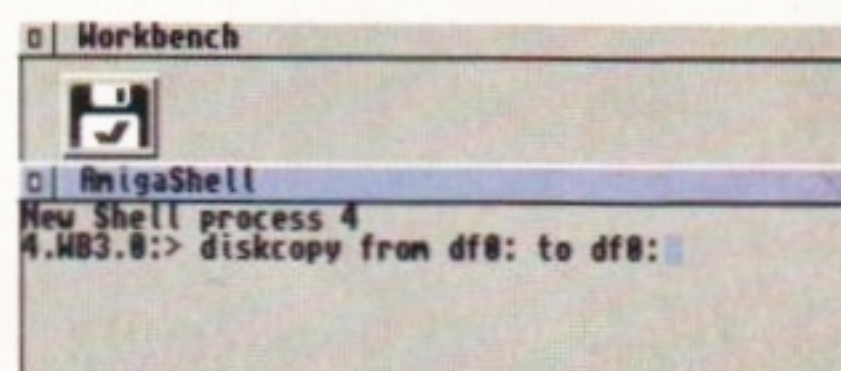 Workbench
AmigaShell
New Shell process 4
4.WB3.0:> diskcopy from df0: to df0: